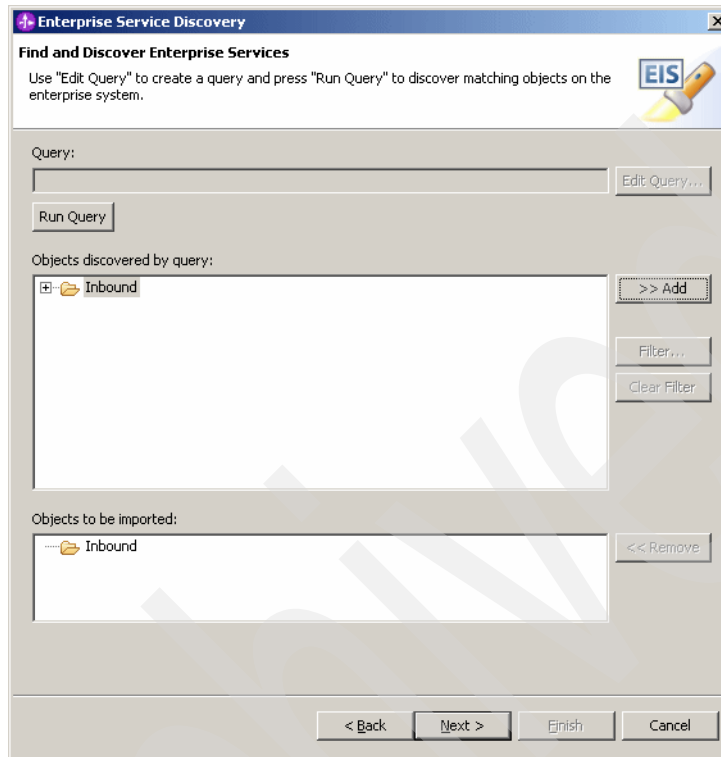 Enterprise Service Discovery
Find and Discover Enterprise Services
Use "Edit Query" to create a query and press "Run Query" to discover matching objects on the
enterprise system.
EIS
Query:
Edit Query...
Run Query
Objects discovered by query:
Inbound
>> Add
Filter...
Clear Filter
Objects to be imported:
Inbound
<< Remove
< Back
Next >
Finish
Cancel